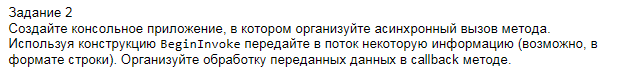 Задание 2
Создайте консольное приложение, в котором организуйте асинхронный вызов метода.
Используя конструкцию BeginInvoke передайте в поток некоторую информацию (возможно, в
формате строки). Организуйте обработку переданных данных в callback методе.